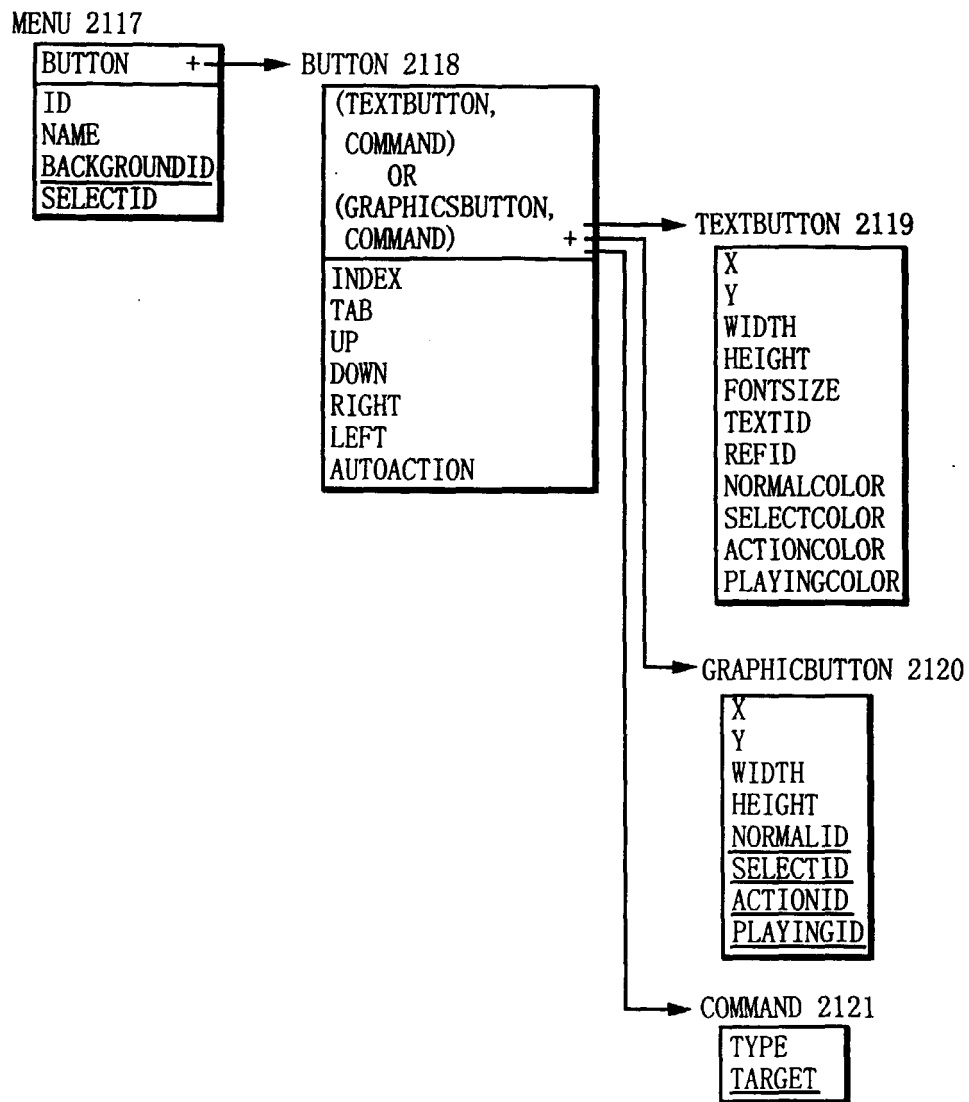 MENU 2117
BUTTON +
ID
NAME
BACKGROUNDID
SELECTID
BUTTON 2118
(TEXTBUTTON,
COMMAND)
OR
(GRAPHICSBUTTON,
COMMAND) +
INDEX
TAB
UP
DOWN
RIGHT
LEFT
AUTOACTION
TEXTBUTTON 2119
X
Y
WIDTH
HEIGHT
FONTSIZE
TEXTID
REFID
NORMALCOLOR
SELECTCOLOR
ACTIONCOLOR
PLAYINGCOLOR
GRAPHICBUTTON 2120
X
Y
WIDTH
HEIGHT
NORMALID
SELECTID
ACTIONID
PLAYINGID
COMMAND 2121
TYPE
TARGET